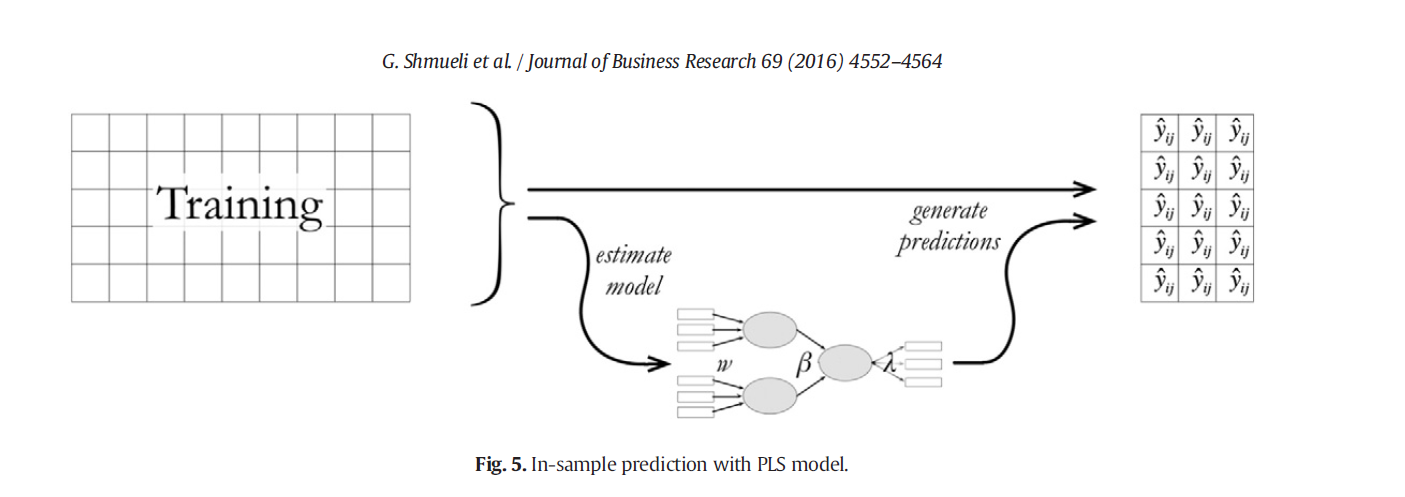 G. Shmueli et al. / Journal of Business Research 69 (2016) 4552–4564
Training
estimate
model
generate
predictions
w
β
λ
ŷij ŷij ŷij
ŷij ŷij ŷij
ŷij ŷij ŷij
ŷij ŷij ŷij
ŷij ŷij ŷij
Fig. 5. In-sample prediction with PLS model.